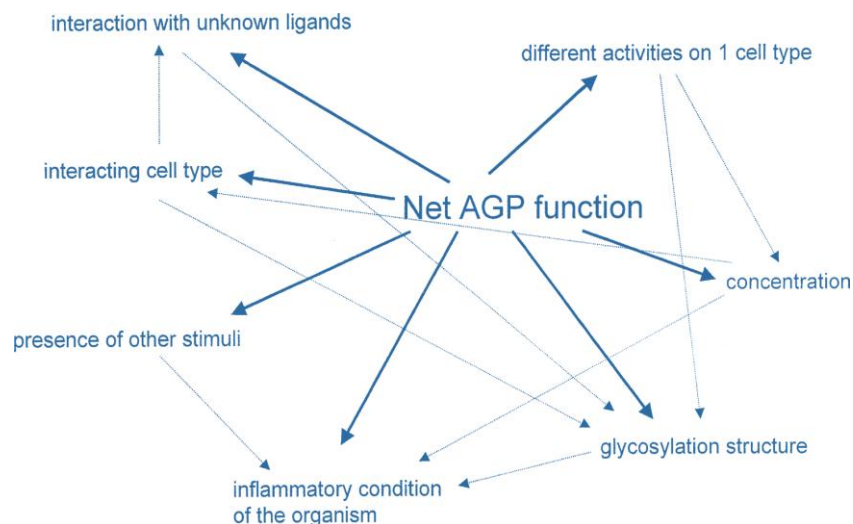 interaction with unknown ligands
different activities on 1 cell type
interacting cell type
Net AGP function
concentration
presence of other stimuli
glycosylation structure
inflammatory condition
of the organism